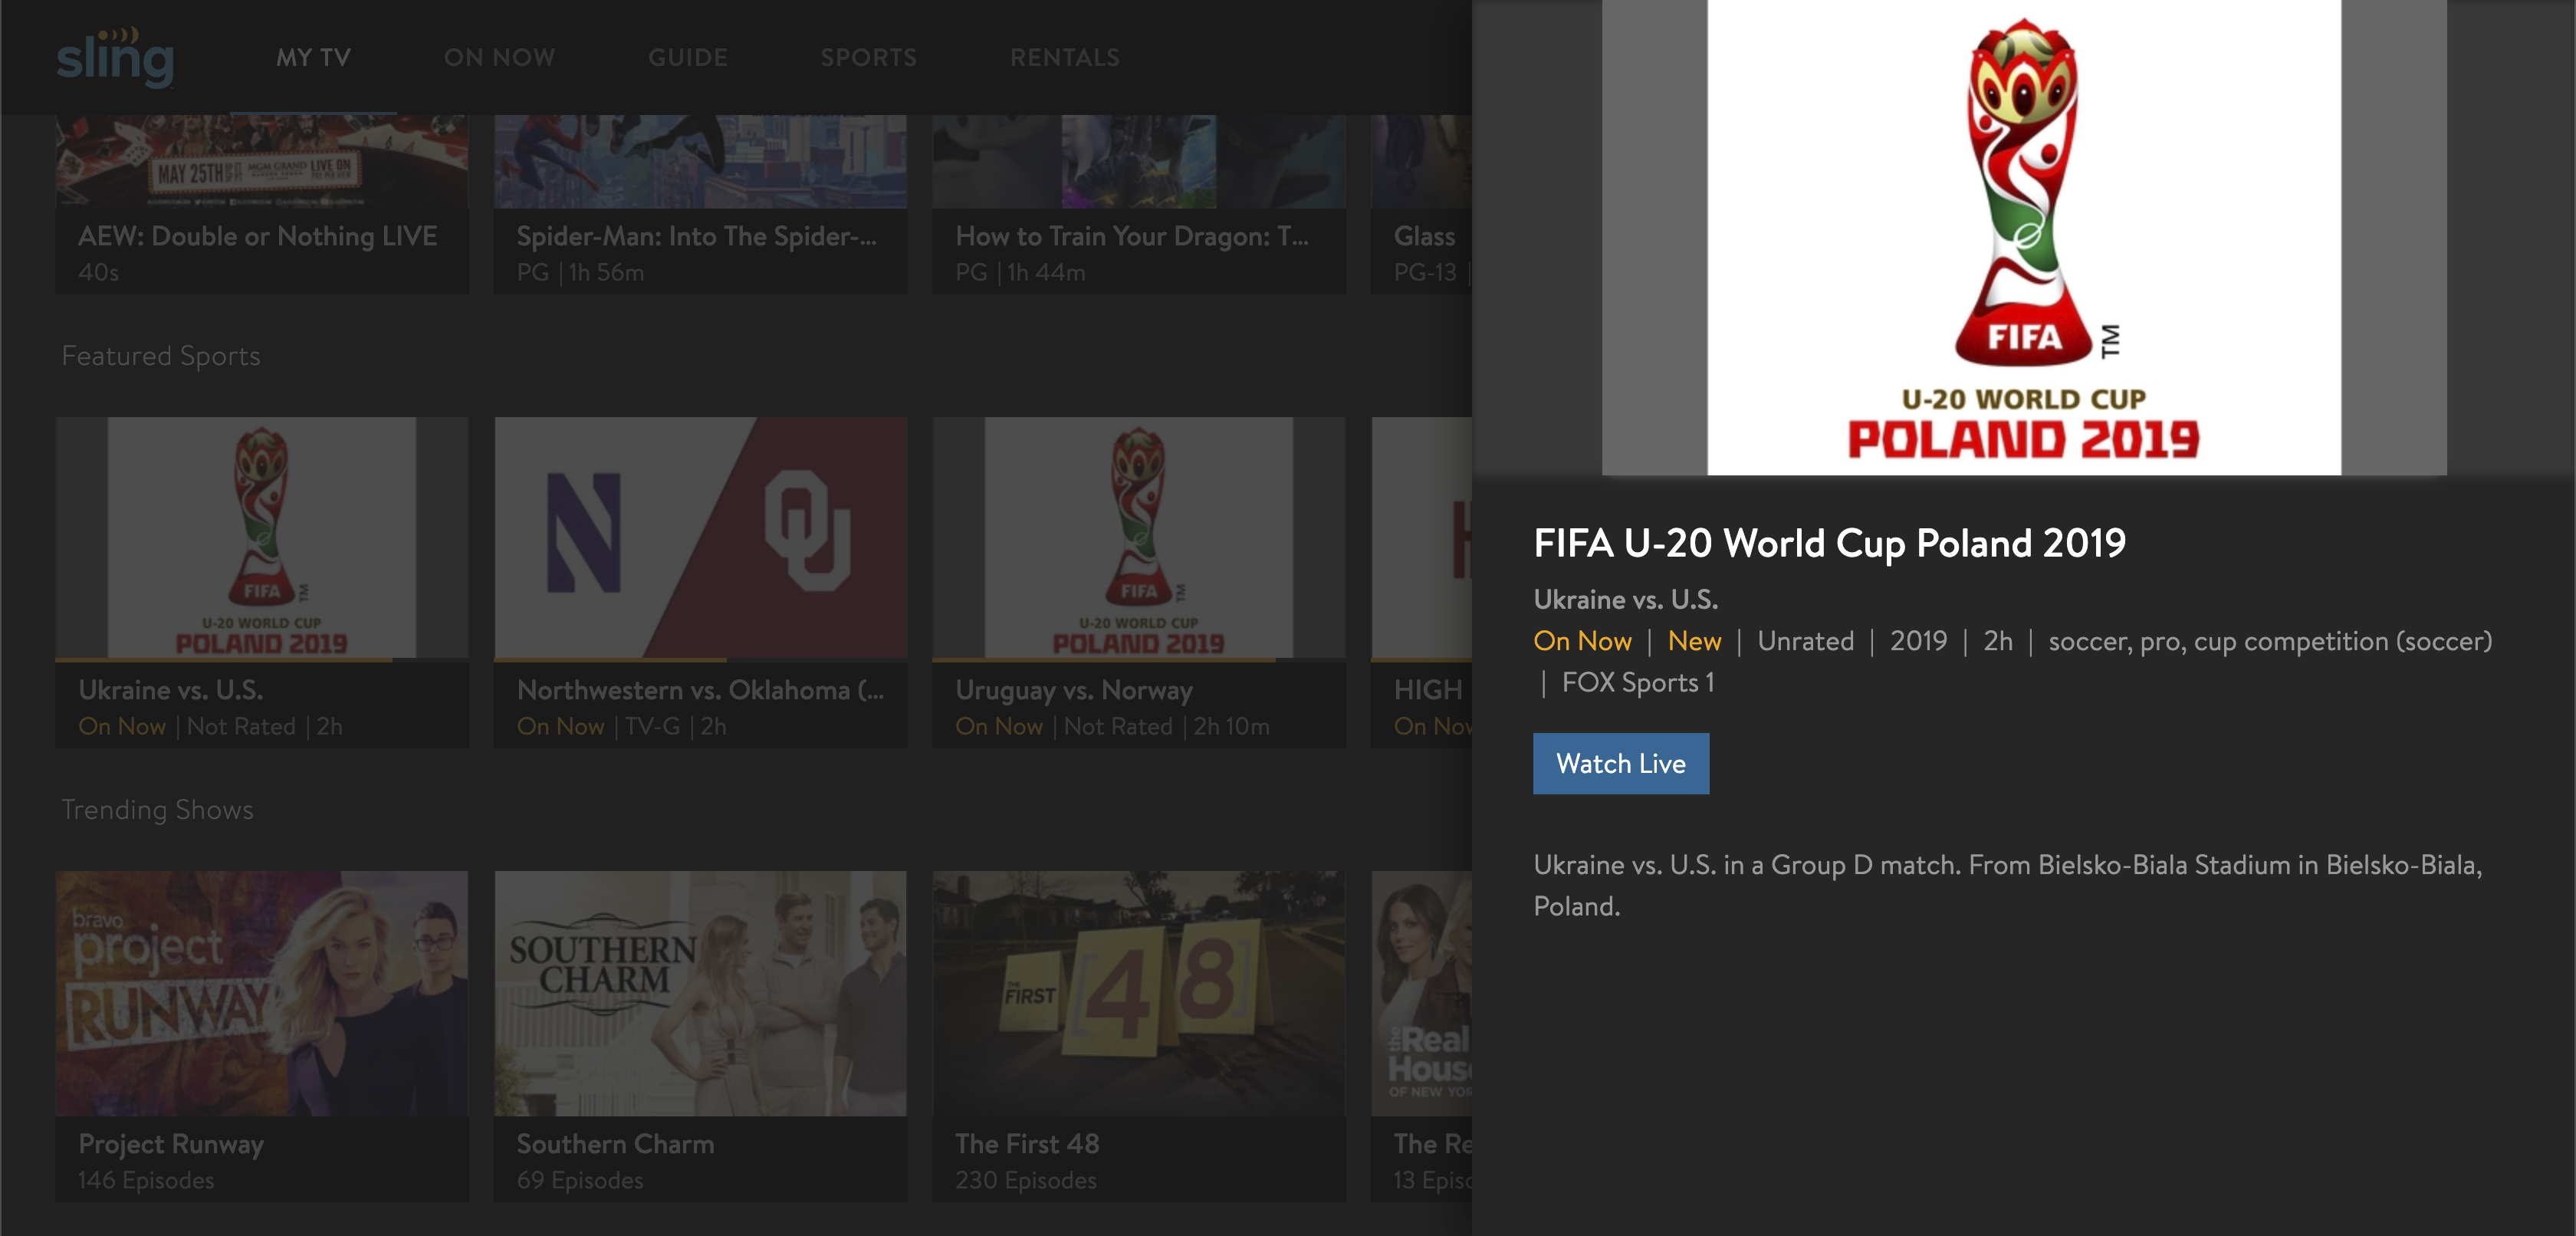 sling
MY TV
ON NOW
GUIDE
SPORTS
RENTALS
MAY 25TH
MGM GRAND
LIVE ON
AEW: Double or Nothing LIVE
40s
Spider-Man: Into The Spider-...
PG | 1h 56m
How to Train Your Dragon: T...
PG | 1h 44m
Glass
PG-13 |
Featured Sports
FIFA
TM
U-20 WORLD CUP
POLAND 2019
Ukraine vs. U.S.
On Now | Not Rated | 2h
N
OU
Northwestern vs. Oklahoma (...
On Now | TV-G | 2h
FIFA
TM
U-20 WORLD CUP
POLAND 2019
Uruguay vs. Norway
On Now | Not Rated | 2h 10m
HIGH
On Now
Trending Shows
bravo
project
RUNWAY
Project Runway
146 Episodes
SOUTHERN
CHARM
Southern Charm
69 Episodes
THE
FIRST
[48]
The First 48
230 Episodes
the Real
Hous
OF NEW YOR
The Re
13 Episo
FIFA
TM
U-20 WORLD CUP
POLAND 2019
FIFA U-20 World Cup Poland 2019
Ukraine vs. U.S.
On Now | New | Unrated | 2019 | 2h | soccer, pro, cup competition (soccer)
| FOX Sports 1
Watch Live
Ukraine vs. U.S. in a Group D match. From Bielsko-Biala Stadium in Bielsko-Biala,
Poland.